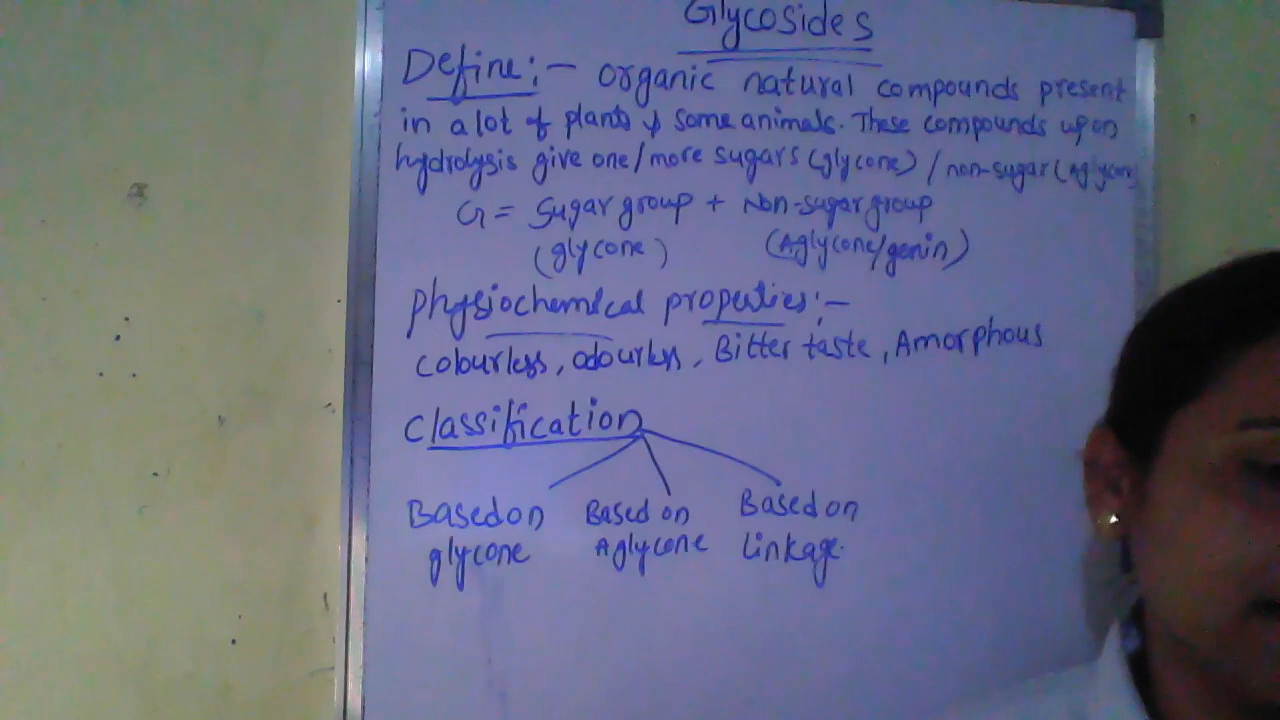 Glycosides
Define:- organic natural compounds present
in a lot of plants & some animals. These compounds upon
hydrolysis give one/more sugars (glycone) / non-sugar (Aglycone)
G = Sugar group + Non-sugar group
(glycone) (Aglycone/genin)
Physiochemical properties:-
Colourless, odourless, Bitter taste, Amorphous
Classification
Based on Based on Based on
glycone Aglycone Linkage.